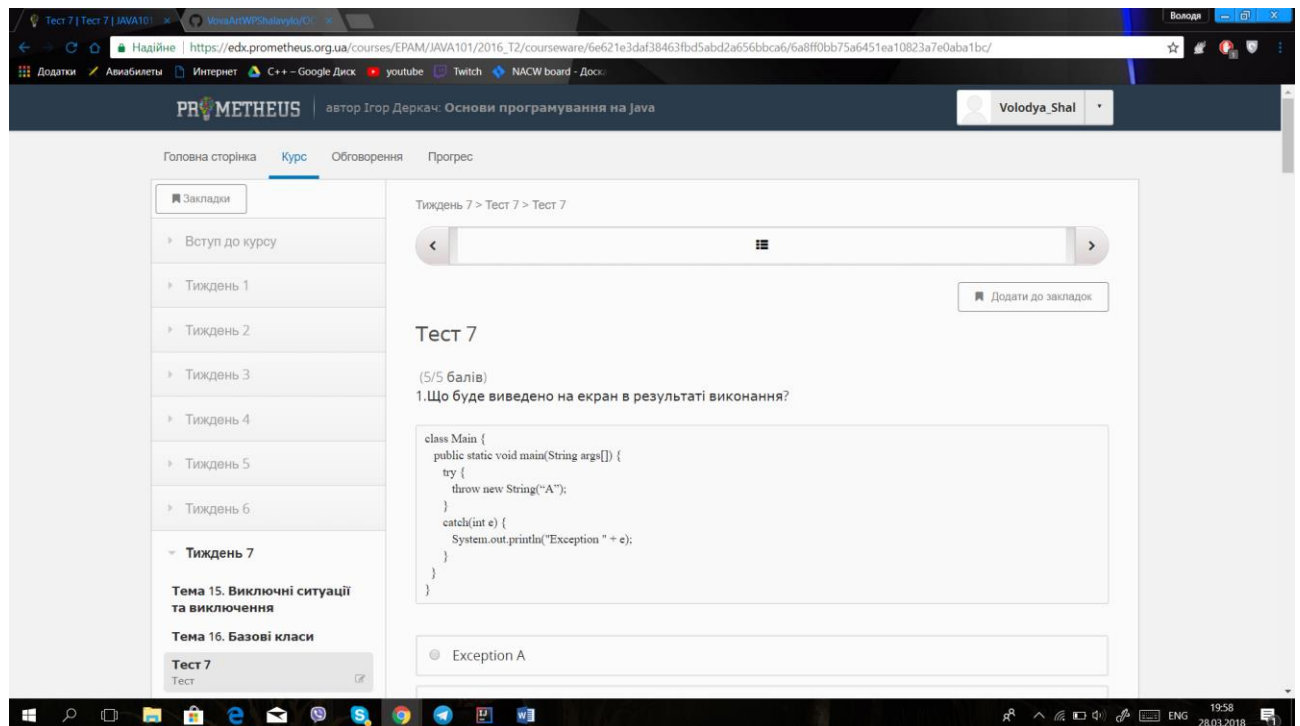 Тест 7 | Тест 7 | JAVA101
VovaArtWPShalavylo/OC
Володя
Надійне | https://edx.prometheus.org.ua/courses/EPAM/JAVA101/2016_T2/courseware/6e621e3daf38463fbd5abd2a656bbca6/6a8ff0bb75a6451ea10823a7e0aba1bc/
Додатки Авиабилеты Интернет C++ – Google Диск youtube Twitch NACW board - Доск
PROMETHEUS автор Ігор Деркач: Основи програмування на Java Volodya_Shal
Головна сторінка Курс Обговорення Прогрес
Закладки
Вступ до курсу
Тиждень 1
Тиждень 2
Тиждень 3
Тиждень 4
Тиждень 5
Тиждень 6
Тиждень 7
Тема 15. Виключні ситуації
та виключення
Тема 16. Базові класи
Тест 7
Тест
Тиждень 7 > Тест 7 > Тест 7
Додати до закладок
Тест 7
(5/5 балів)
1.Що буде виведено на екран в результаті виконання?
class Main {
public static void main(String args[]) {
try {
throw new String(“A”);
}
catch(int e) {
System.out.println("Exception " + e);
}
}
}
Exception A
ENG
19:58
28.03.2018